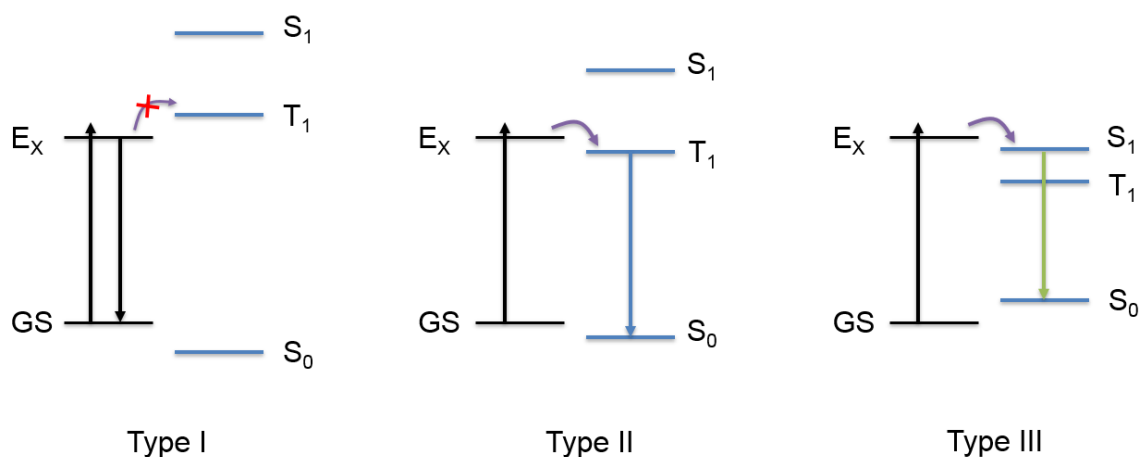 S₁
T₁
Eₓ
GS
S₀
Type I
S₁
Eₓ
T₁
GS
S₀
Type II
Eₓ
S₁
T₁
S₀
GS
Type III